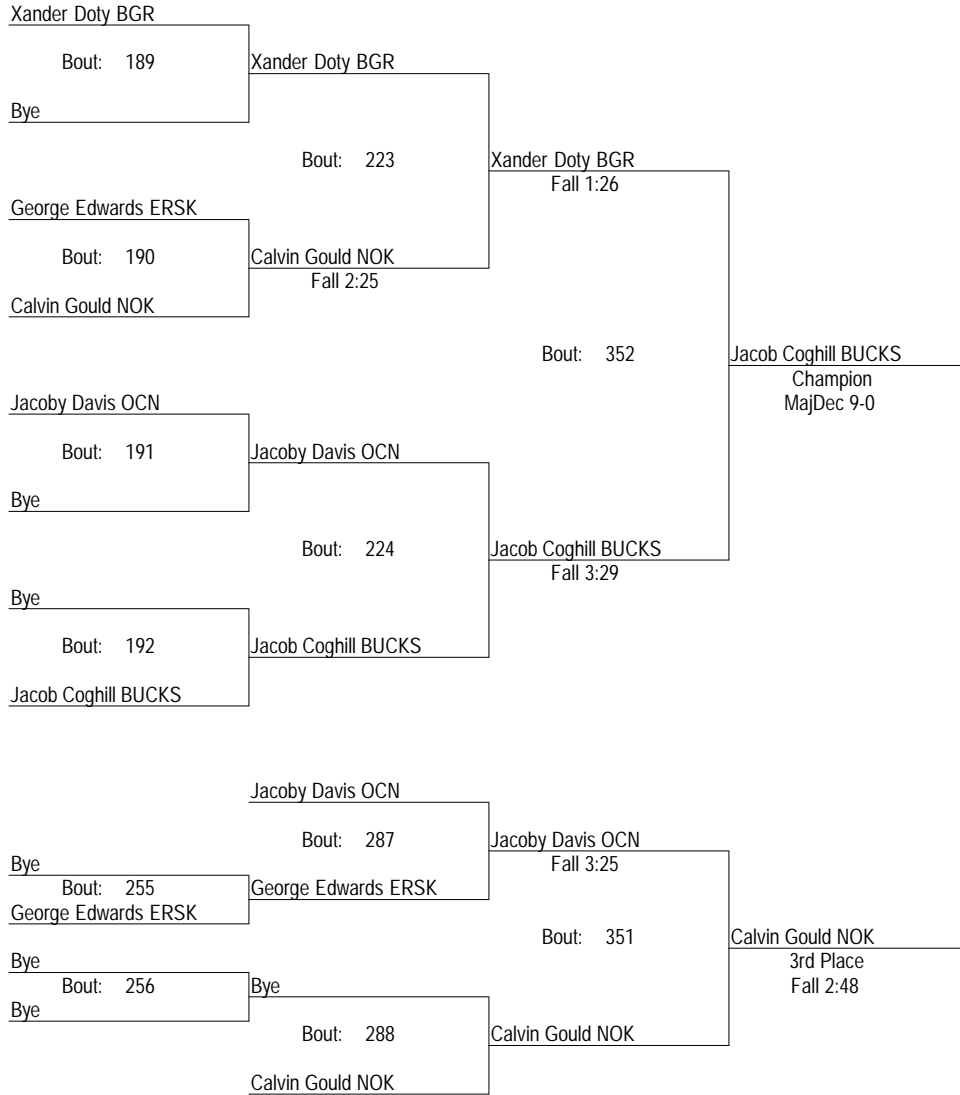 Xander Doty BGR
Bout: 189
Xander Doty BGR
Bye
Bout: 223
Xander Doty BGR
Fall 1:26
George Edwards ERSK
Bout: 190
Calvin Gould NOK
Fall 2:25
Calvin Gould NOK
Bout: 352
Jacob Coghill BUCKS
Champion
MajDec 9-0
Jacoby Davis OCN
Bout: 191
Jacoby Davis OCN
Bye
Bout: 224
Jacob Coghill BUCKS
Fall 3:29
Bye
Bout: 192
Jacob Coghill BUCKS
Jacob Coghill BUCKS
Jacoby Davis OCN
Bout: 287
Jacoby Davis OCN
Fall 3:25
Bye
Bout: 255
George Edwards ERSK
George Edwards ERSK
Bout: 351
Calvin Gould NOK
3rd Place
Fall 2:48
Bye
Bout: 256
Bye
Bye
Bout: 288
Calvin Gould NOK
Calvin Gould NOK